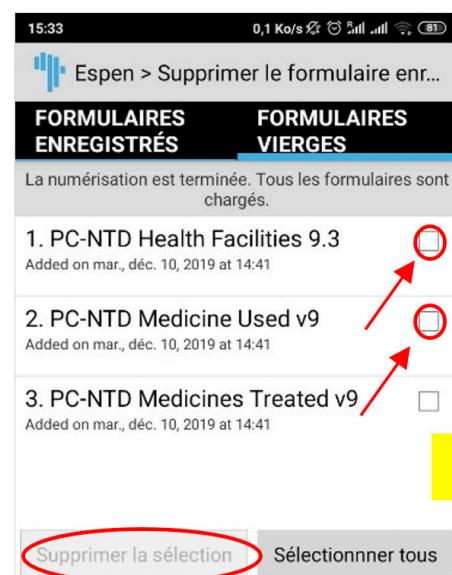 15:33 0,1 Ko/s 81
Espen > Supprimer le formulaire enr...
FORMULAIRES
ENREGISTRÉS
FORMULAIRES
VIERGES
La numérisation est terminée. Tous les formulaires sont
chargés.
1. PC-NTD Health Facilities 9.3
Added on mar., déc. 10, 2019 at 14:41
2. PC-NTD Medicine Used v9
Added on mar., déc. 10, 2019 at 14:41
3. PC-NTD Medicines Treated v9
Added on mar., déc. 10, 2019 at 14:41
Supprimer la sélection
Sélectionnner tous